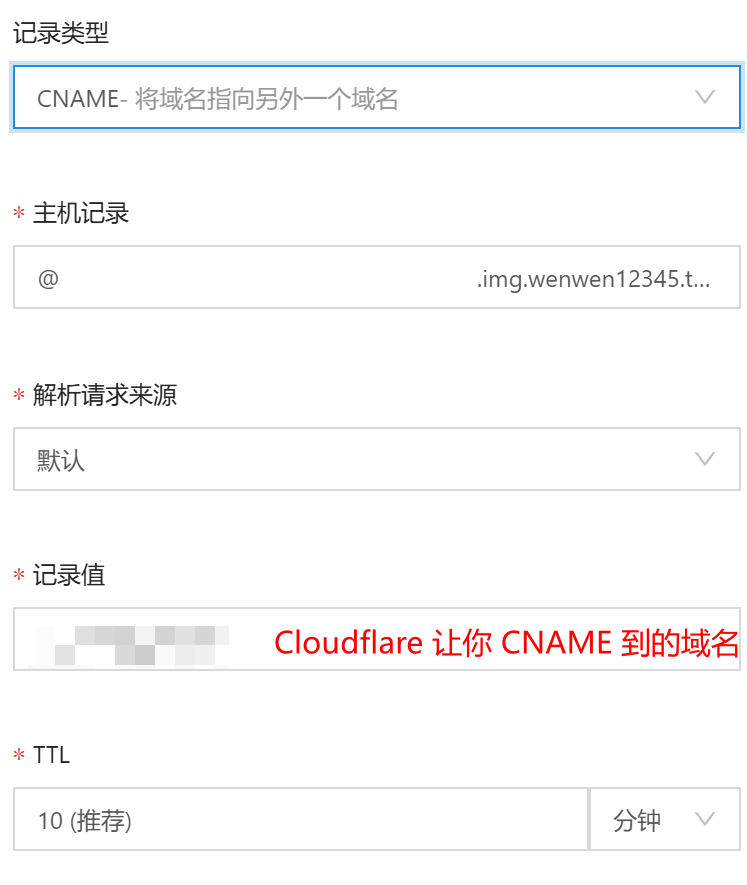 记录类型
CNAME- 将域名指向另外一个域名
* 主机记录
@ .img.wenwen12345.t...
* 解析请求来源
默认
* 记录值
Cloudflare 让你 CNAME 到的域名
* TTL
10 (推荐) 分钟